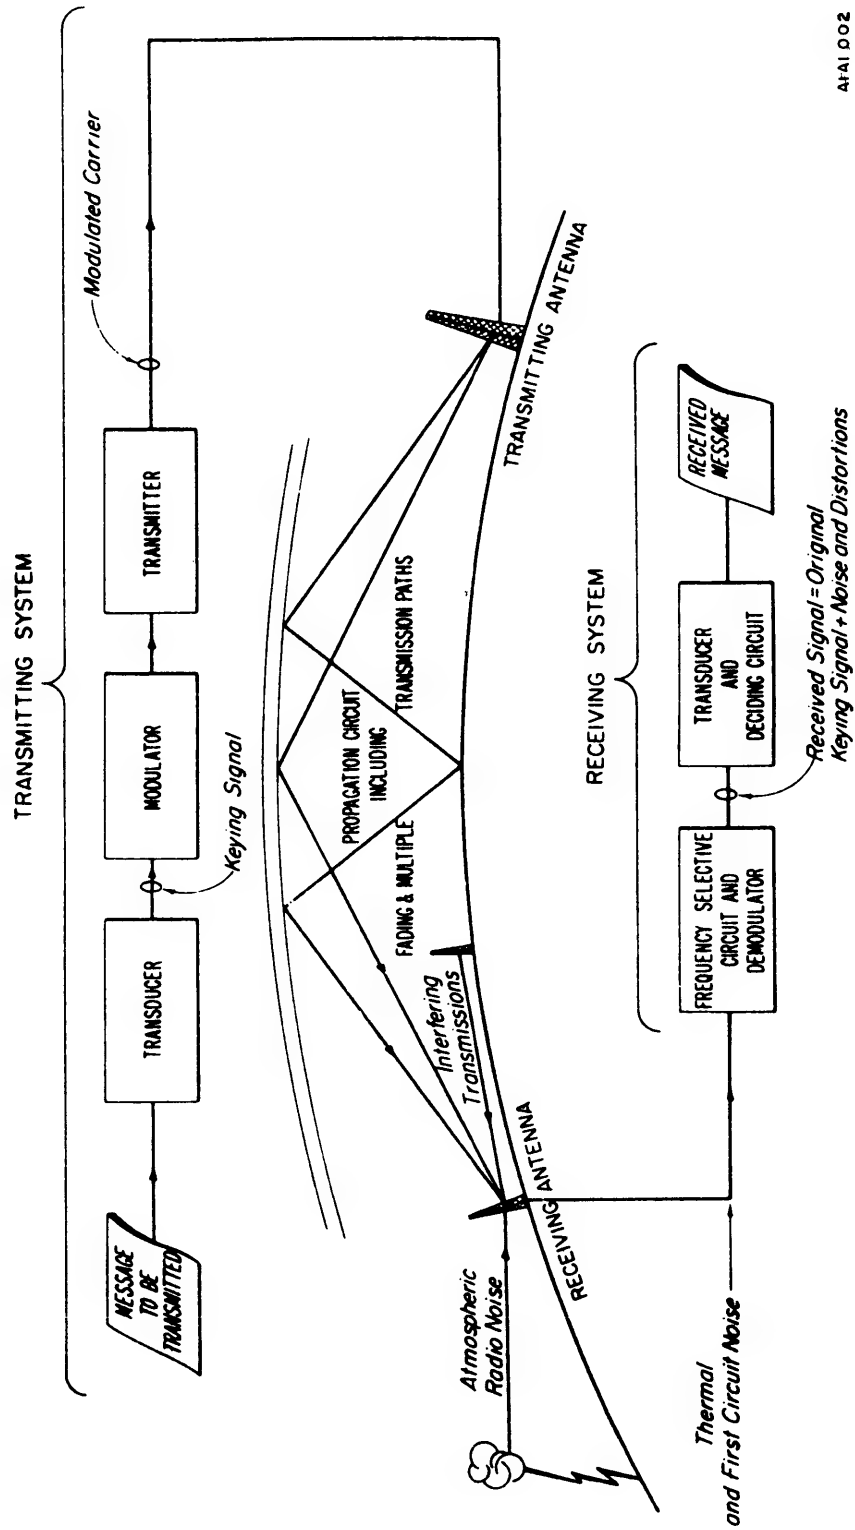 TRANSMITTING SYSTEM
MESSAGE
TO BE
TRANSMITTED
TRANSDUCER
Keying Signal
MODULATOR
TRANSMITTER
Modulated Carrier
PROPAGATION CIRCUIT
INCLUDING
FADING & MULTIPLE TRANSMISSION PATHS
TRANSMITTING ANTENNA
Interfering
Transmissions
Atmospheric
Radio Noise
RECEIVING ANTENNA
RECEIVING SYSTEM
Thermal
and First Circuit Noise
FREQUENCY SELECTIVE
CIRCUIT AND
DEMODULATOR
TRANSDUCER
AND
DECIDING CIRCUIT
RECEIVED
MESSAGE
Received Signal = Original
Keying Signal + Noise and Distortions